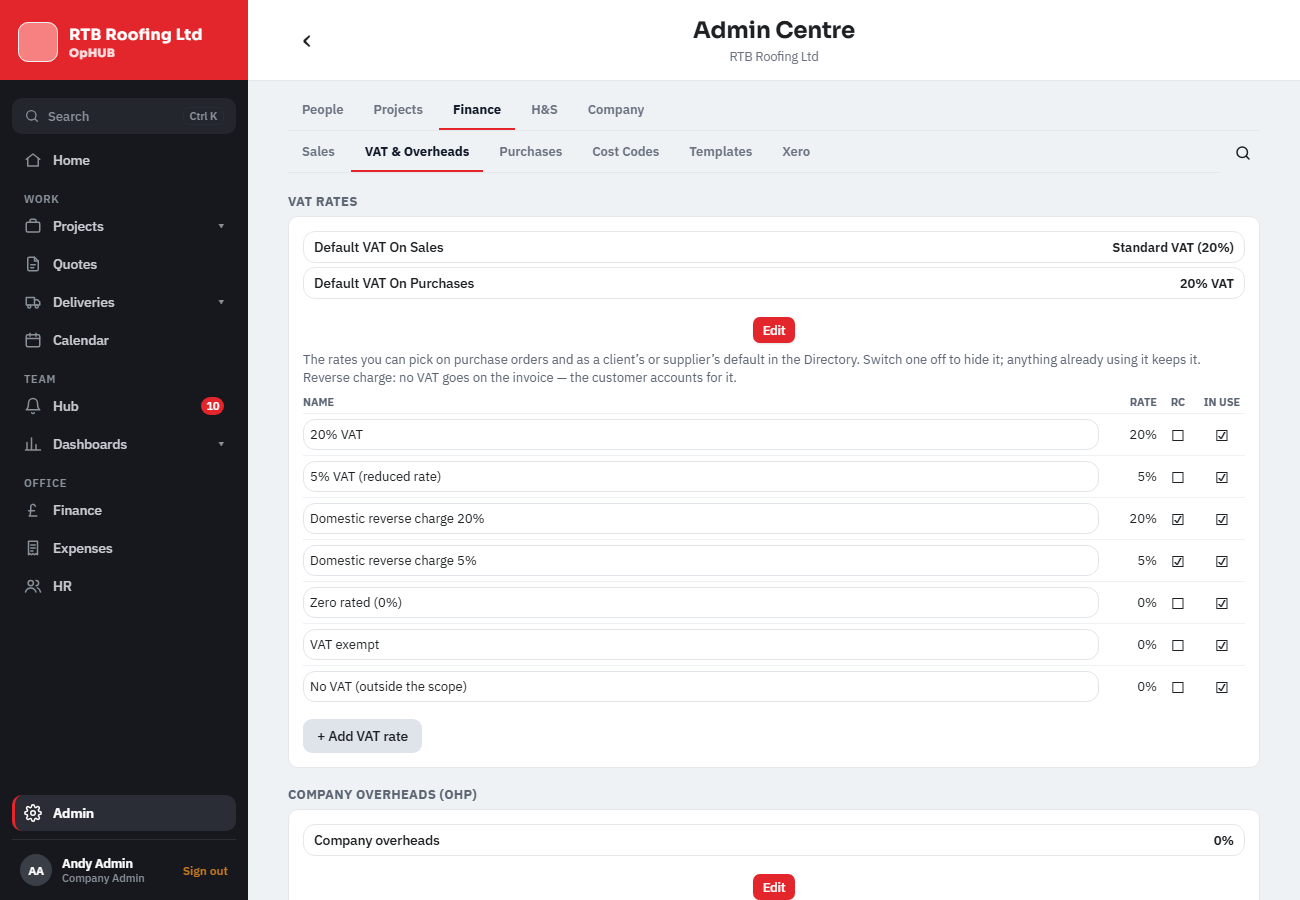 RTB Roofing Ltd
OpHUB
Search
Ctrl K
Home
WORK
Projects
Quotes
Deliveries
Calendar
TEAM
Hub
10
Dashboards
OFFICE
Finance
Expenses
HR
Admin
AA
Andy Admin
Company Admin
Sign out
Admin Centre
RTB Roofing Ltd
People Projects Finance H&S Company
Sales VAT & Overheads Purchases Cost Codes Templates Xero
VAT RATES
Default VAT On Sales Standard VAT (20%)
Default VAT On Purchases 20% VAT
Edit
The rates you can pick on purchase orders and as a client’s or supplier’s default in the Directory. Switch one off to hide it; anything already using it keeps it.
Reverse charge: no VAT goes on the invoice — the customer accounts for it.
NAME RATE RC IN USE
20% VAT 20%
5% VAT (reduced rate) 5%
Domestic reverse charge 20% 20%
Domestic reverse charge 5% 5%
Zero rated (0%) 0%
VAT exempt 0%
No VAT (outside the scope) 0%
+ Add VAT rate
COMPANY OVERHEADS (OHP)
Company overheads 0%
Edit